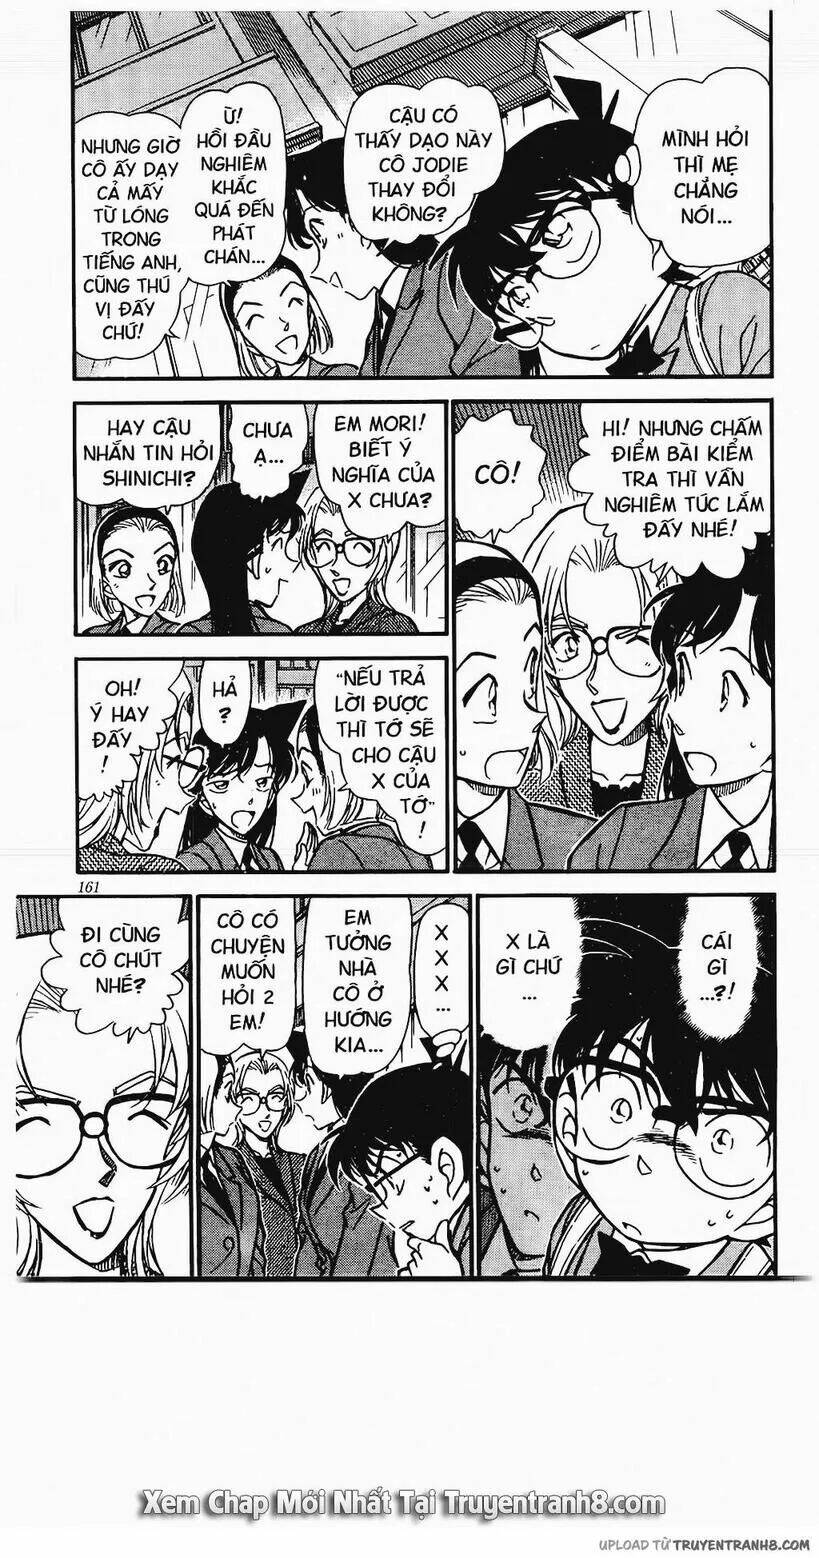 MÌNH HỎI
THÌ MẸ
CHẲNG
NÓI...
CẬU CÓ
THẤY DẠO NÀY
CÔ JODIE
THAY ĐỔI
KHÔNG?
Ừ!
HỒI ĐẦU
NGHIÊM
KHẮC
QUÁ ĐẾN
PHÁT
CHÁN...
NHƯNG GIỜ
CÔ ẤY DẠY
CẢ MẤY
TỪ LÓNG
TRONG
TIẾNG ANH,
CŨNG THÚ
VỊ ĐẤY
CHỨ!
HI! NHƯNG CHẤM
ĐIỂM BÀI KIỂM
TRA THÌ VẪN
NGHIÊM TÚC LẮM
ĐẤY NHÉ!
CÔ!
EM MORI!
BIẾT Ý
NGHĨA CỦA
X CHƯA?
CHƯA
Ạ...
HAY CẬU
NHẮN TIN HỎI
SHINICHI?
"NẾU TRẢ
LỜI ĐƯỢC
THÌ TỚ SẼ
CHO CẬU
X CỦA
TỚ"
!
HẢ
?
OH!
Ý HAY
ĐẤY
!
161
CÁI
GÌ
...?!
X LÀ
GÌ CHỨ
...
X
X
X
...
EM
TƯỞNG
NHÀ
CÔ Ở
HƯỚNG
KIA...
CÔ CÓ
CHUYỆN
MUỐN
HỎI 2
EM!
ĐI CÙNG
CÔ CHÚT
NHÉ?
Xem Chap Mới Nhất Tại Truyentranh8.com
UPLOAD TỪ TRUYENTRANH8.COM